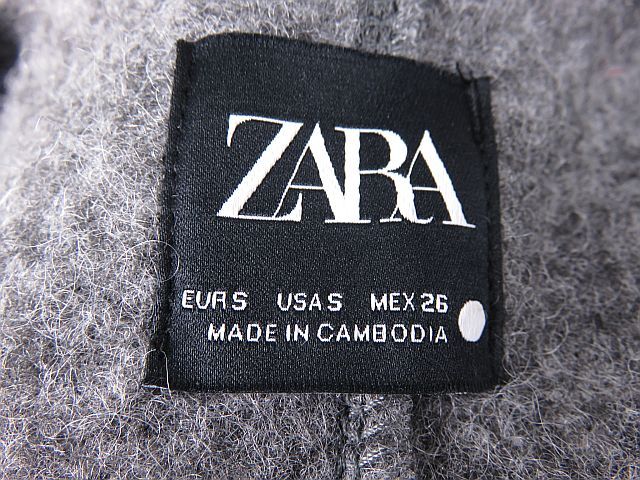 ZARA
EUR S USA S MEX 26
MADE IN CAMBODIA